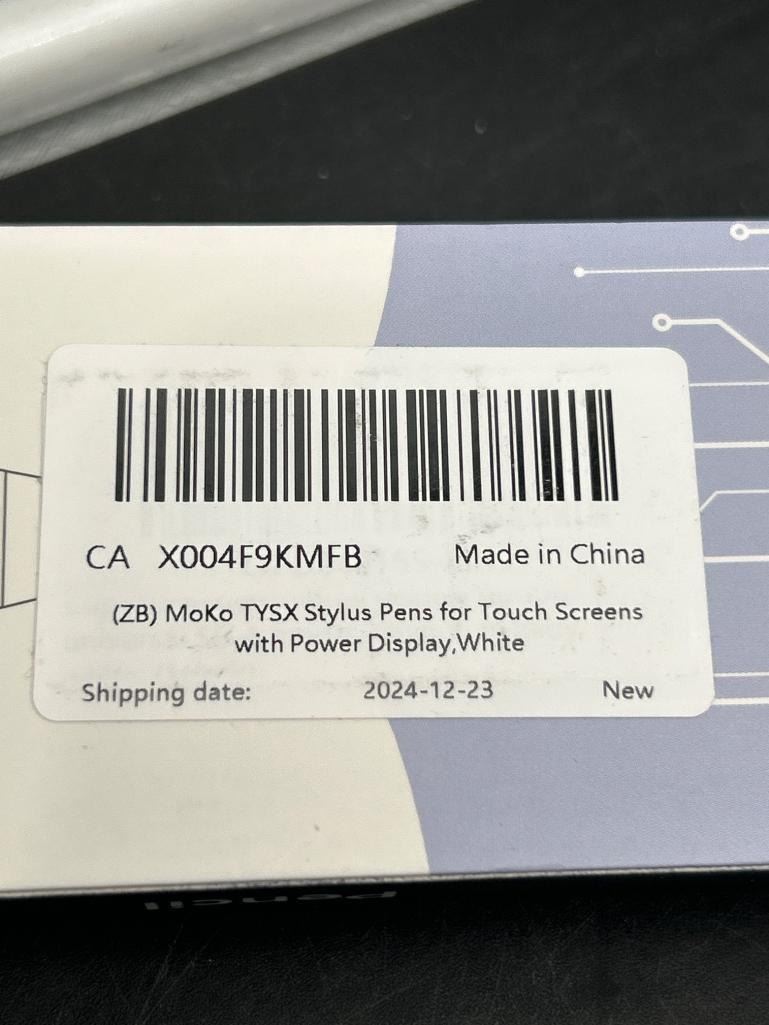 CA X004F9KMFB Made in China
(ZB) MoKo TYSX Stylus Pens for Touch Screens
with Power Display,White
Shipping date: 2024-12-23 New
Pencil